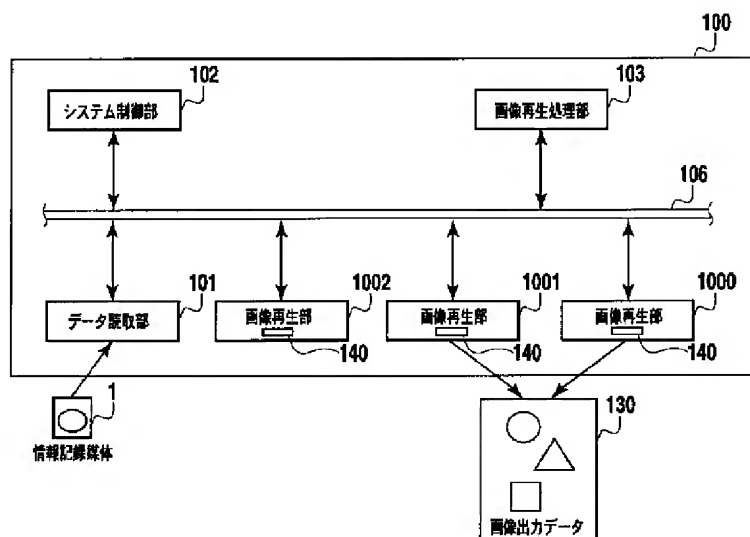 100
102
103
システム制御部
画像再生処理部
106
101
1002
1001
1000
データ読取部
画像再生部
画像再生部
画像再生部
140
140
140
1
130
情報記録媒体
画像出力データ